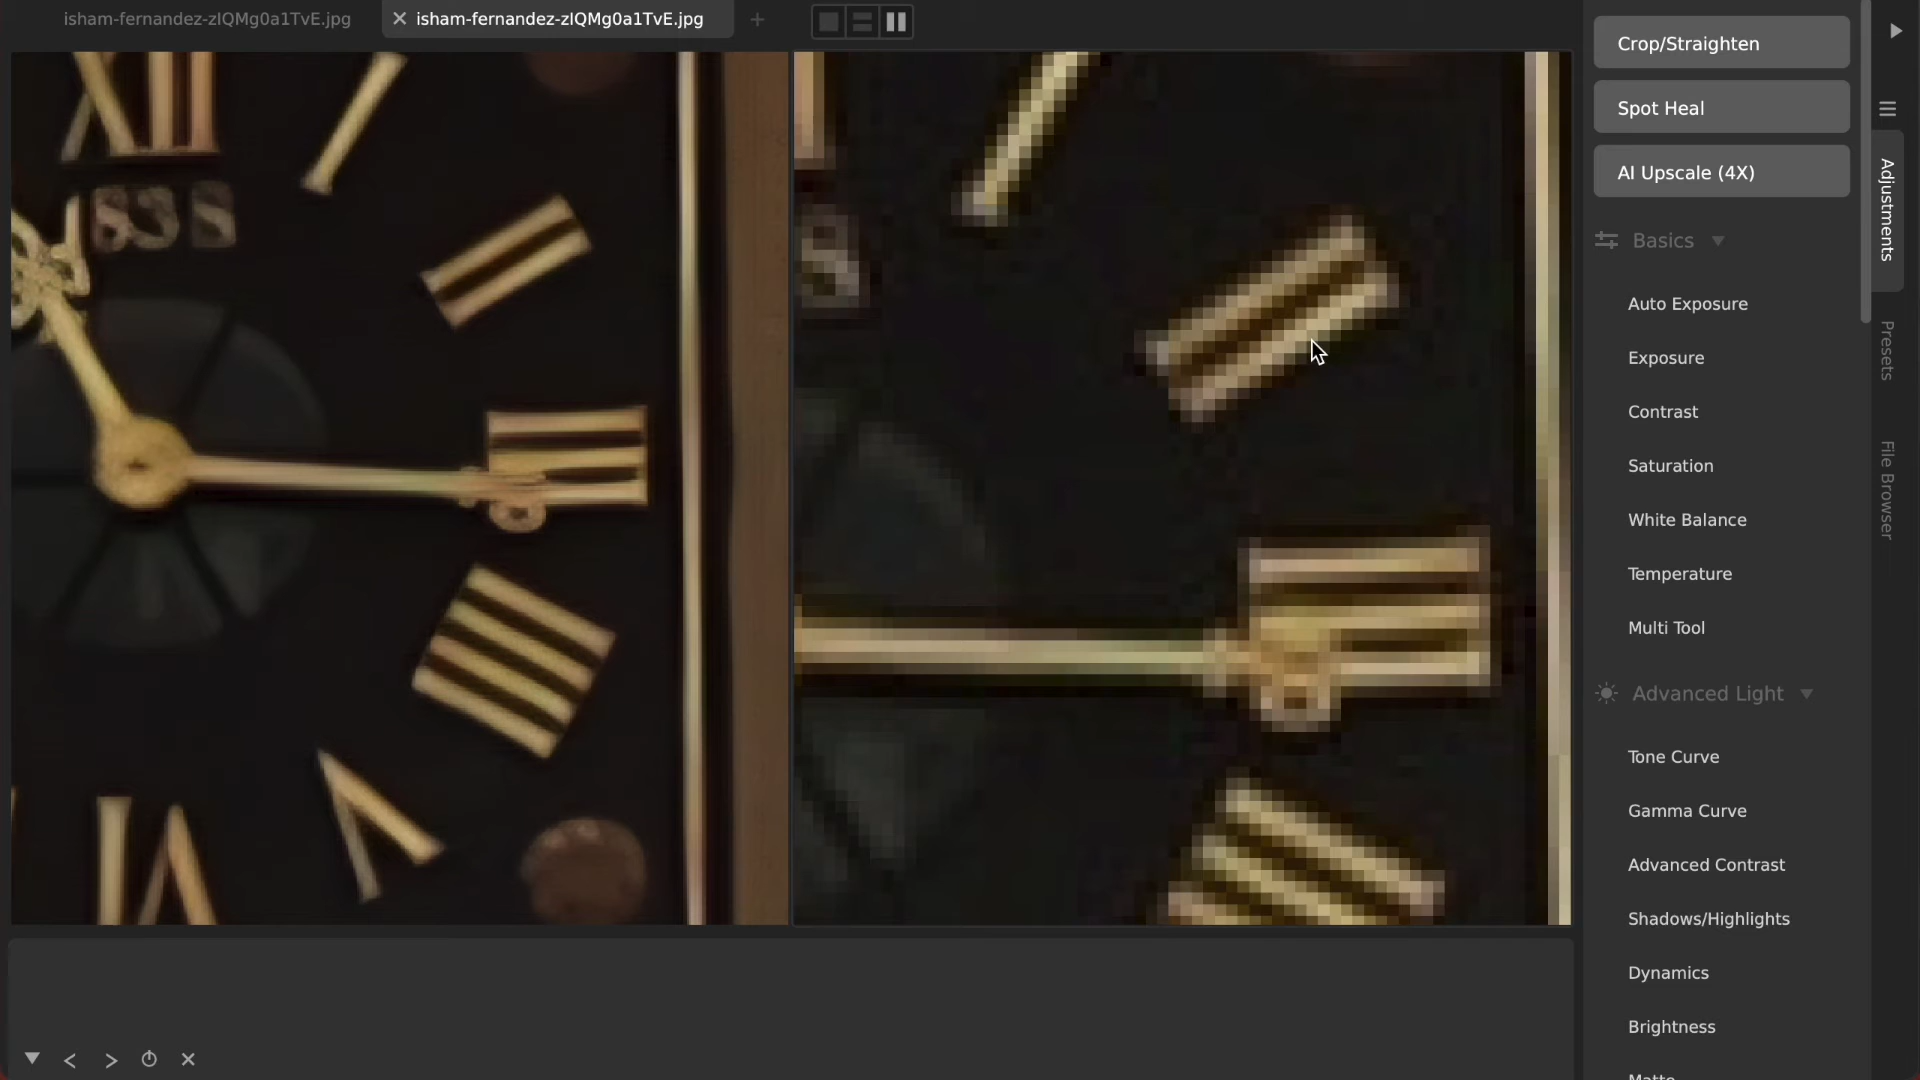 isham-fernandez-zIQMg0a1TvE.jpg
isham-fernandez-zIQMg0a1TvE.jpg
Crop/Straighten
Spot Heal
AI Upscale (4X)
Basics
Auto Exposure
Exposure
Contrast
Saturation
White Balance
Temperature
Multi Tool
Advanced Light
Tone Curve
Gamma Curve
Advanced Contrast
Shadows/Highlights
Dynamics
Brightness
Matte
Adjustments
Presets
File Browser